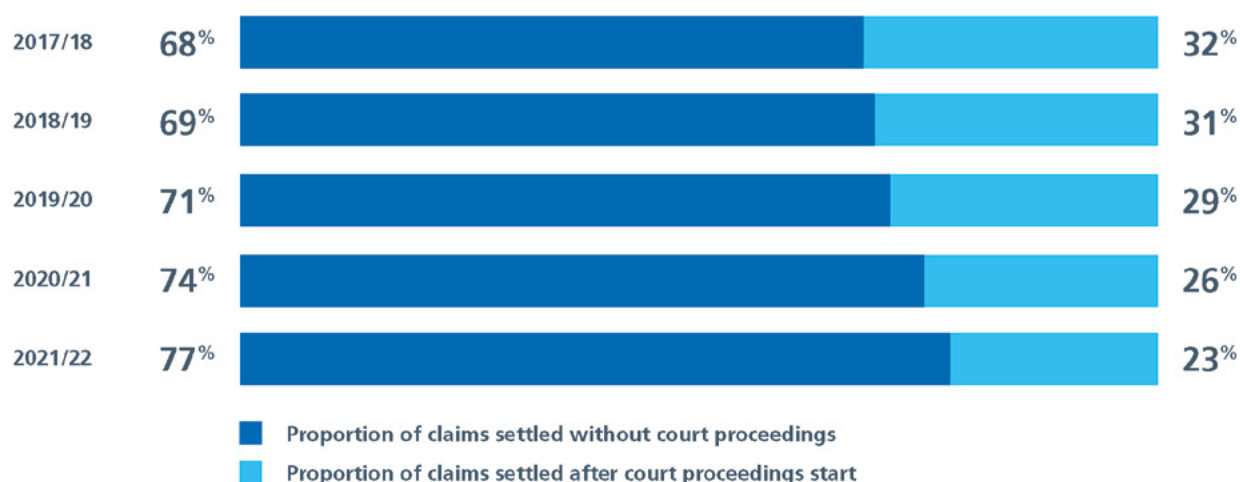 2017/18 68% 32%
2018/19 69% 31%
2019/20 71% 29%
2020/21 74% 26%
2021/22 77% 23%
Proportion of claims settled without court proceedings
Proportion of claims settled after court proceedings start